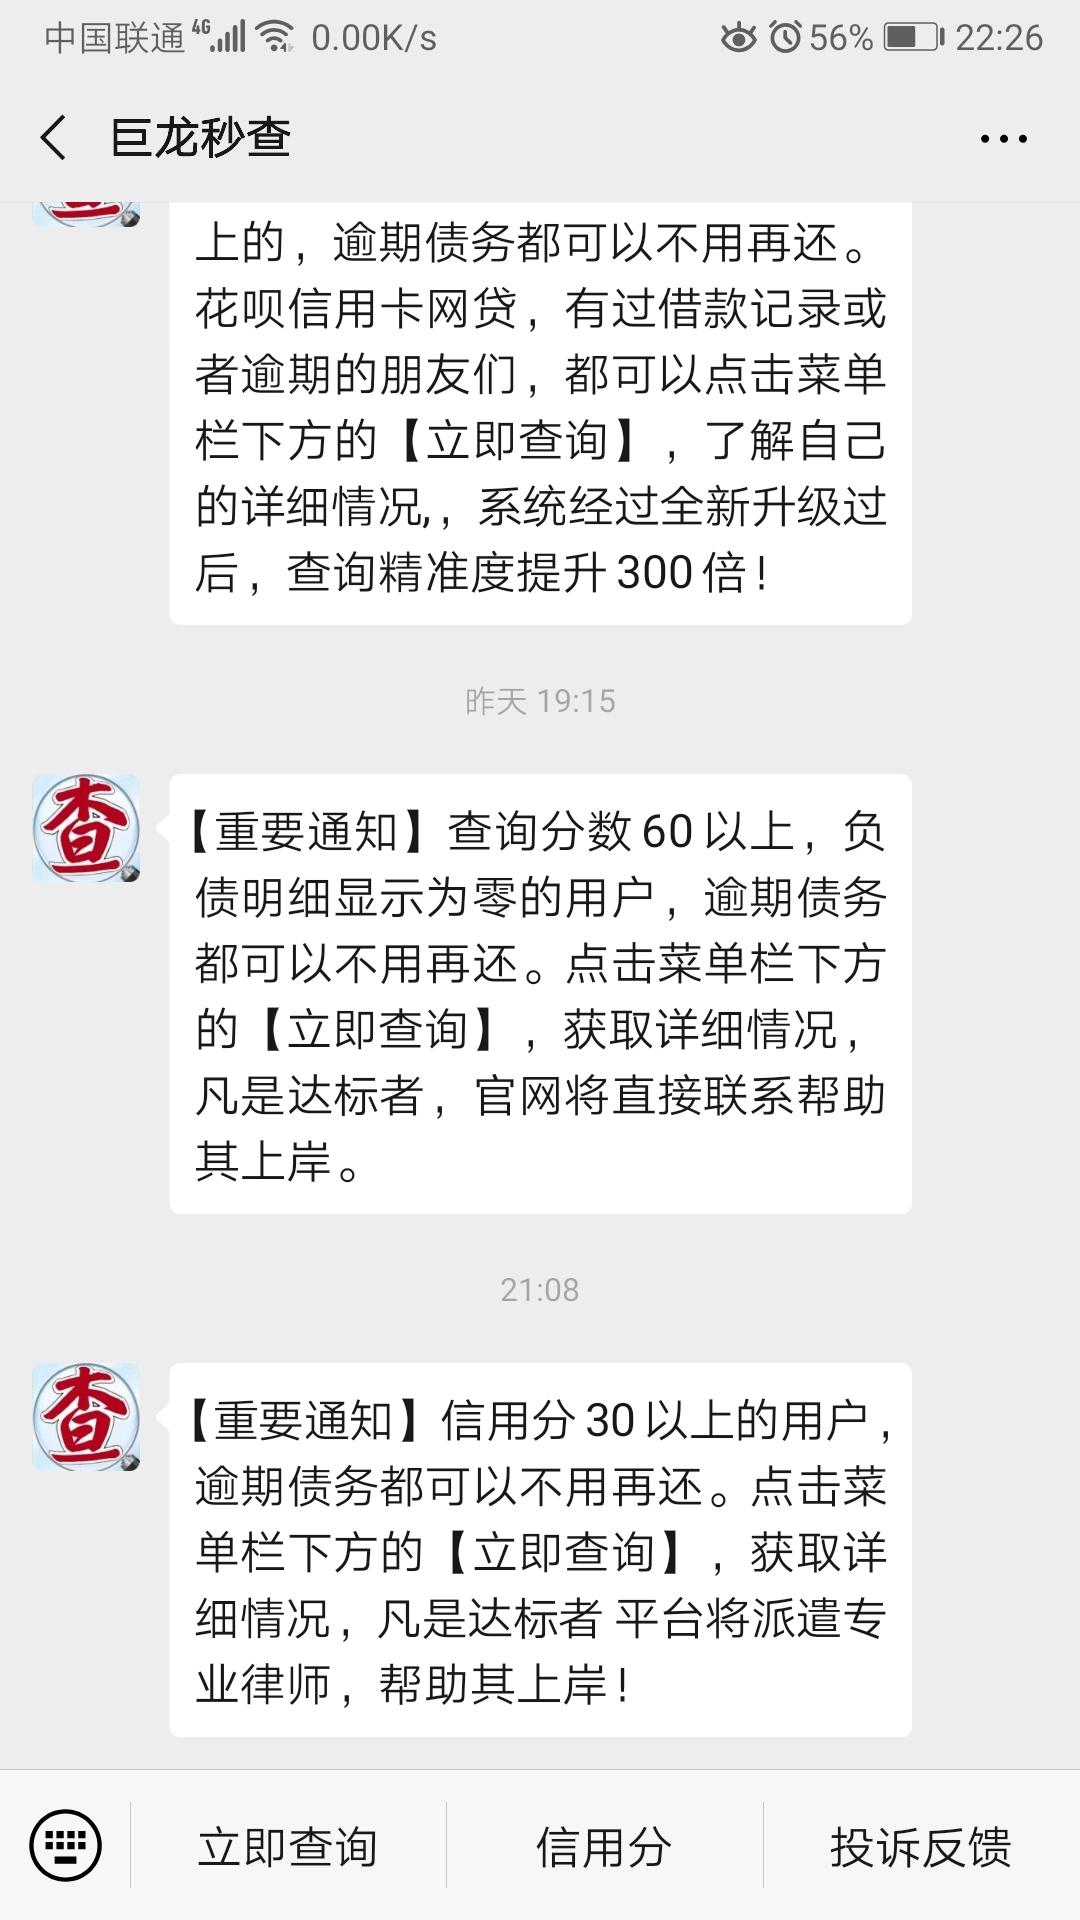 中国联通 4G 0.00K/s 56% 22:26
巨龙秒查
上的，逾期债务都可以不用再还。
花呗信用卡网贷，有过借款记录或
者逾期的朋友们，都可以点击菜单
栏下方的【立即查询】，了解自己
的详细情况,，系统经过全新升级过
后，查询精准度提升300倍！
昨天 19:15
查
【重要通知】查询分数60以上，负
债明细显示为零的用户，逾期债务
都可以不用再还。点击菜单栏下方
的【立即查询】，获取详细情况，
凡是达标者，官网将直接联系帮助
其上岸。
21:08
查
【重要通知】信用分30以上的用户，
逾期债务都可以不用再还。点击菜
单栏下方的【立即查询】，获取详
细情况，凡是达标者 平台将派遣专
业律师，帮助其上岸！
立即查询
信用分
投诉反馈